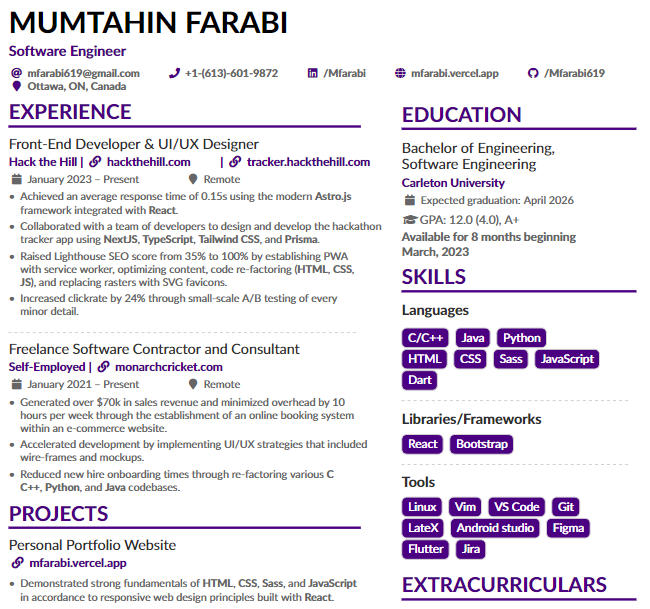 MUMTAHIN FARABI
Software Engineer
mfarabi619@gmail.com +1-(613)-601-9872 /Mfarabi mfarabi.vercel.app /Mfarabi619
Ottawa, ON, Canada
EXPERIENCE
Front-End Developer & UI/UX Designer
Hack the Hill | hackthehill.com | tracker.hackthehill.com
January 2023 – Present Remote
• Achieved an average response time of 0.15s using the modern Astro.js
framework integrated with React.
• Collaborated with a team of developers to design and develop the hackathon
tracker app using NextJS, TypeScript, Tailwind CSS, and Prisma.
• Raised Lighthouse SEO score from 35% to 100% by establishing PWA
with service worker, optimizing content, code re-factoring (HTML, CSS,
JS), and replacing rasters with SVG favicons.
• Increased clickrate by 24% through small-scale A/B testing of every
minor detail.
Freelance Software Contractor and Consultant
Self-Employed | monarchcricket.com
January 2021 – Present Remote
• Generated over $70k in sales revenue and minimized overhead by 10
hours per week through the establishment of an online booking system
within an e-commerce website.
• Accelerated development by implementing UI/UX strategies that included
wire-frames and mockups.
• Reduced new hire onboarding times through re-factoring various C
C++, Python, and Java codebases.
PROJECTS
Personal Portfolio Website
mfarabi.vercel.app
• Demonstrated strong fundamentals of HTML, CSS, Sass, and JavaScript
in accordance to responsive web design principles built with React.
EDUCATION
Bachelor of Engineering,
Software Engineering
Carleton University
Expected graduation: April 2026
GPA: 12.0 (4.0), A+
Available for 8 months beginning
March, 2023
SKILLS
Languages
C/C++ Java Python
HTML CSS Sass JavaScript
Dart
Libraries/Frameworks
React Bootstrap
Tools
Linux Vim VS Code Git
LateX Android studio Figma
Flutter Jira
EXTRACURRICULARS